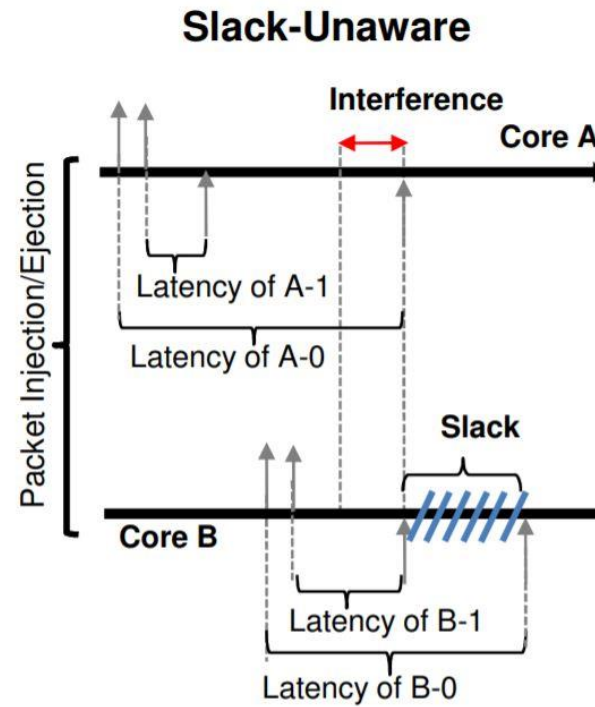 Slack-Unaware
Interference
Core A
Packet Injection/Ejection
Latency of A-1
Latency of A-0
Slack
Core B
Latency of B-1
Latency of B-0